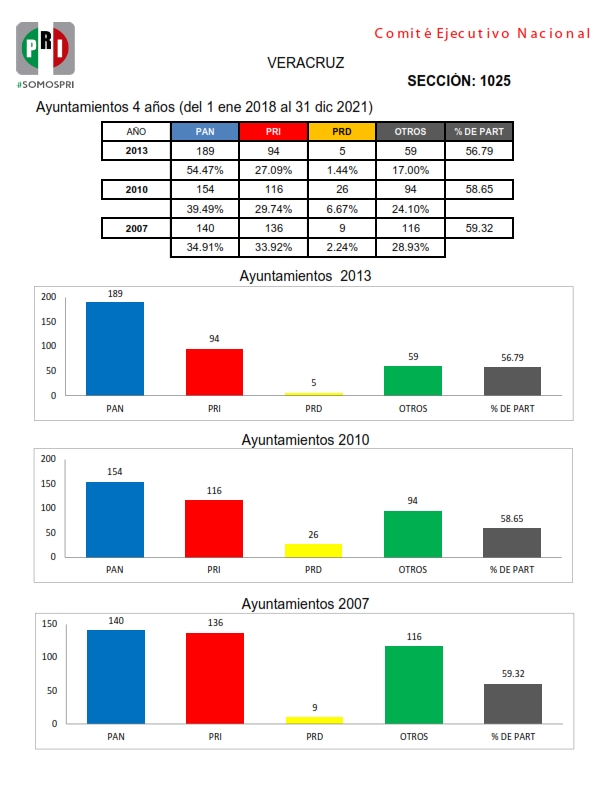 PRI
#SOMOSPRI
Comité Ejecutivo Nacional
VERACRUZ
SECCIÓN: 1025
Ayuntamientos 4 años (del 1 ene 2018 al 31 dic 2021)
AÑO PAN PRI PRD OTROS % DE PART
2013 189 94 5 59 56.79
54.47% 27.09% 1.44% 17.00%
2010 154 116 26 94 58.65
39.49% 29.74% 6.67% 24.10%
2007 140 136 9 116 59.32
34.91% 33.92% 2.24% 28.93%
Ayuntamientos 2013
200
150
100
50
0
189 94 5 59 56.79
PAN PRI PRD OTROS % DE PART
Ayuntamientos 2010
200
150
100
50
0
154 116 26 94 58.65
PAN PRI PRD OTROS % DE PART
Ayuntamientos 2007
150
100
50
0
140 136 9 116 59.32
PAN PRI PRD OTROS % DE PART